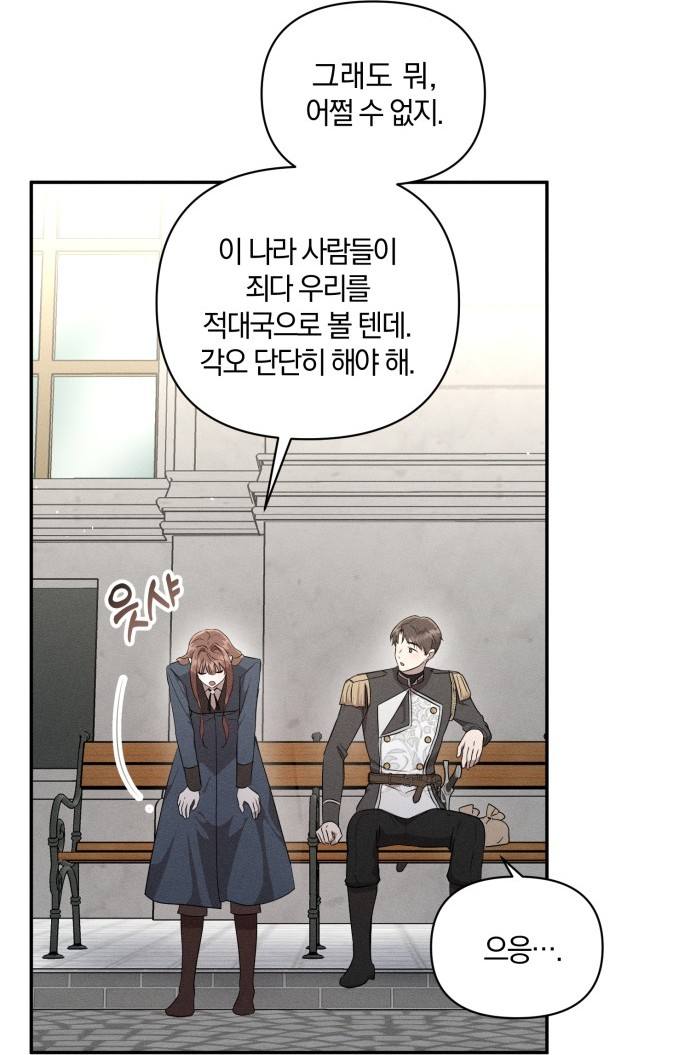 그래도 뭐,
어쩔 수 없지.
이 나라 사람들이
죄다 우리를
적대국으로 볼 텐데.
각오 단단히 해야 해.
읏샤
으응….